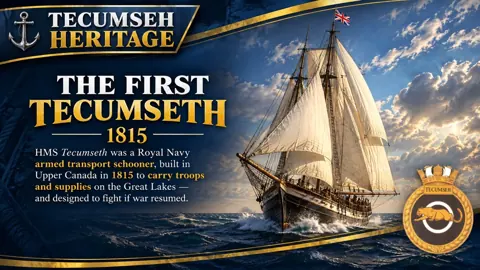 TECUMSEH
HERITAGE
THE FIRST
TECUMSETH
1815
HMS Tecumseth was a Royal Navy
armed transport schooner, built in
Upper Canada in 1815 to carry troops
and supplies on the Great Lakes —
and designed to fight if war resumed.
TECUMSEH